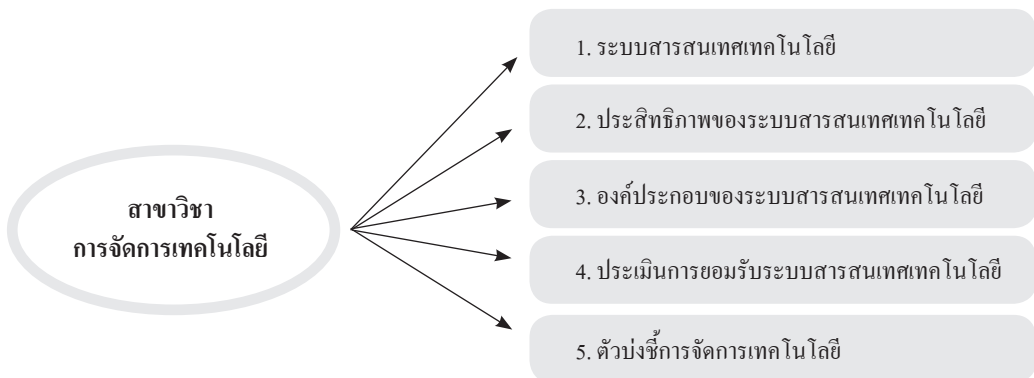 สาขาวิชา
การจัดการเทคโนโลยี
1. ระบบสารสนเทศเทคโนโลยี
2. ประสิทธิภาพของระบบสารสนเทศเทคโนโลยี
3. องค์ประกอบของระบบสารสนเทศเทคโนโลยี
4. ประเมินการยอมรับระบบสารสนเทศเทคโนโลยี
5. ตัวบ่งชี้การจัดการเทคโนโลยี